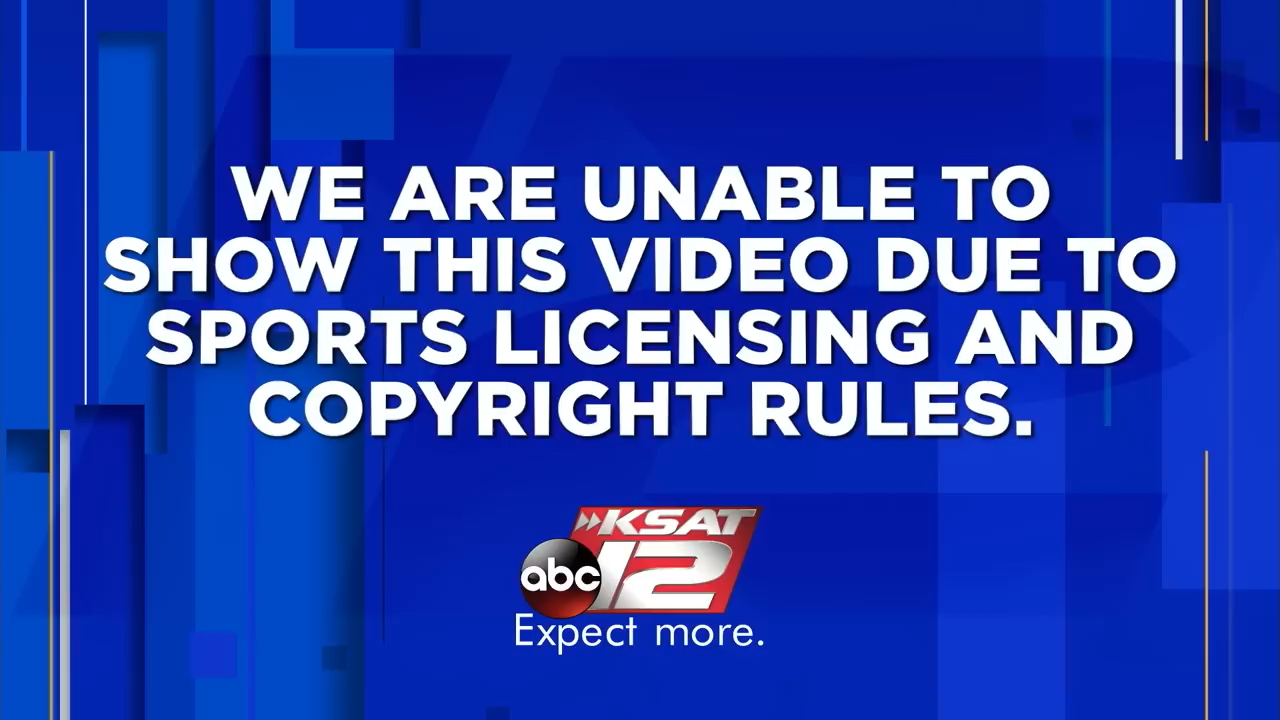 WE ARE UNABLE TO
SHOW THIS VIDEO DUE TO
SPORTS LICENSING AND
COPYRIGHT RULES.
KSAT
abc 12
Expect more.